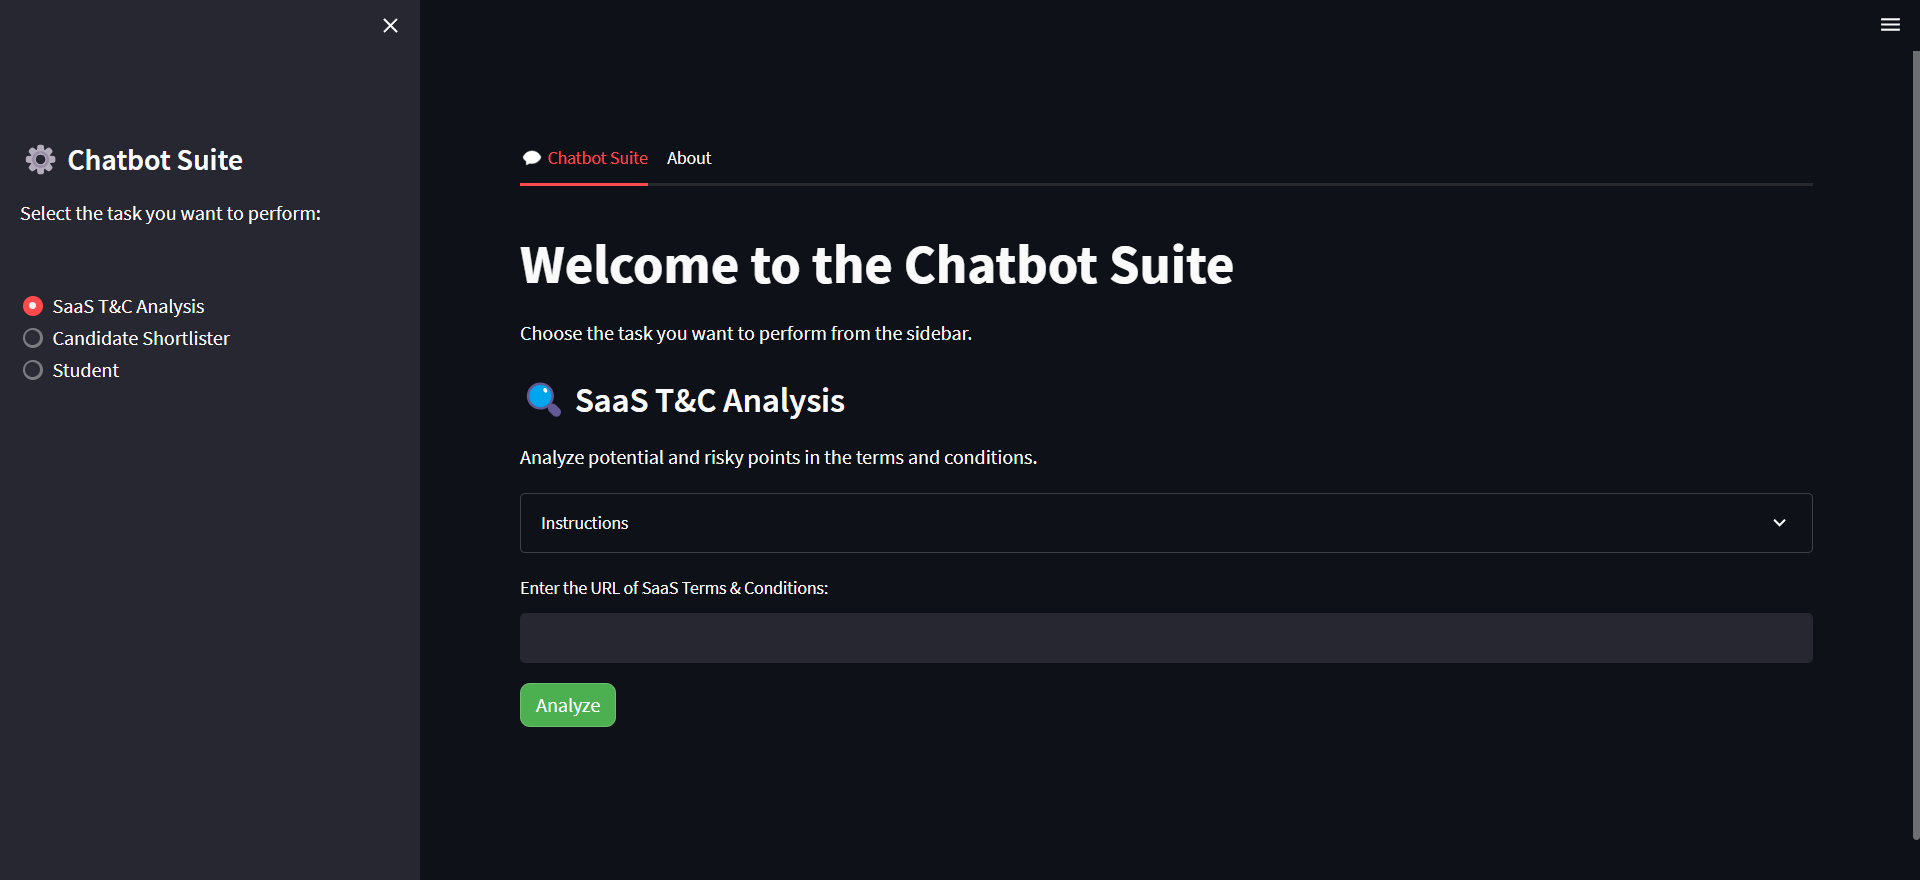 Chatbot Suite
Select the task you want to perform:
SaaS T&C Analysis
Candidate Shortlister
Student
Chatbot Suite
About
Welcome to the Chatbot Suite
Choose the task you want to perform from the sidebar.
SaaS T&C Analysis
Analyze potential and risky points in the terms and conditions.
Instructions
Enter the URL of SaaS Terms & Conditions:
Analyze